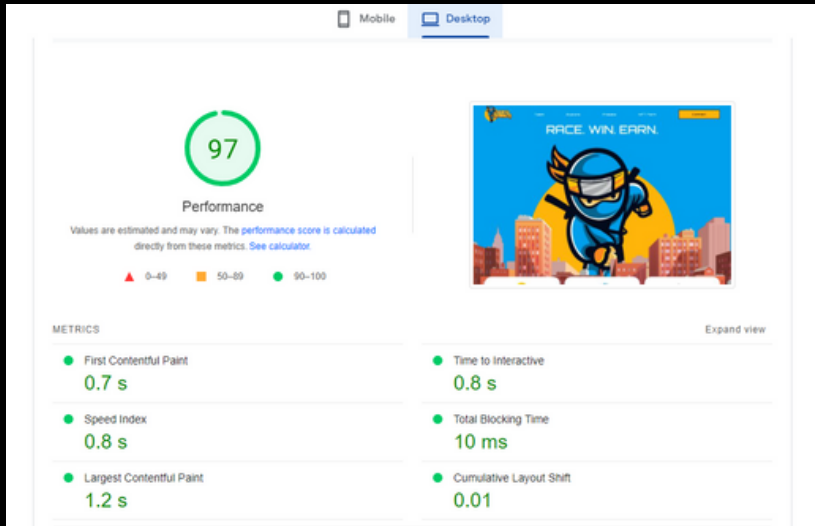 Mobile
Desktop
97
Performance
Values are estimated and may vary. The performance score is calculated
directly from these metrics. See calculator.
0–49
50–89
90–100
RACE. WIN. EARN.
METRICS
Expand view
First Contentful Paint
0.7 s
Time to Interactive
0.8 s
Speed Index
0.8 s
Total Blocking Time
10 ms
Largest Contentful Paint
1.2 s
Cumulative Layout Shift
0.01